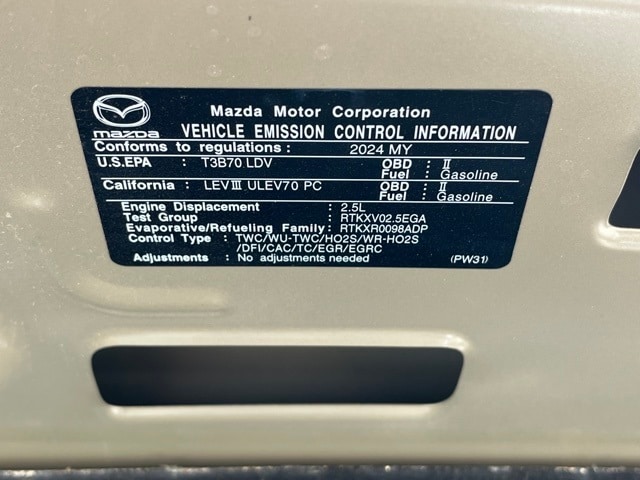 Mazda Motor Corporation
mazda VEHICLE EMISSION CONTROL INFORMATION
Conforms to regulations : 2024 MY
U.S.EPA : T3B70 LDV OBD : II
Fuel : Gasoline
California : LEVIII ULEV70 PC OBD : II
Fuel : Gasoline
Engine Displacement : 2.5L
Test Group : RTKXV02.5EGA
Evaporative/Refueling Family : RTKXR0098ADP
Control Type : TWC/WU-TWC/HO2S/WR-HO2S
/DFI/CAC/TC/EGR/EGRC
Adjustments : No adjustments needed (PW31)